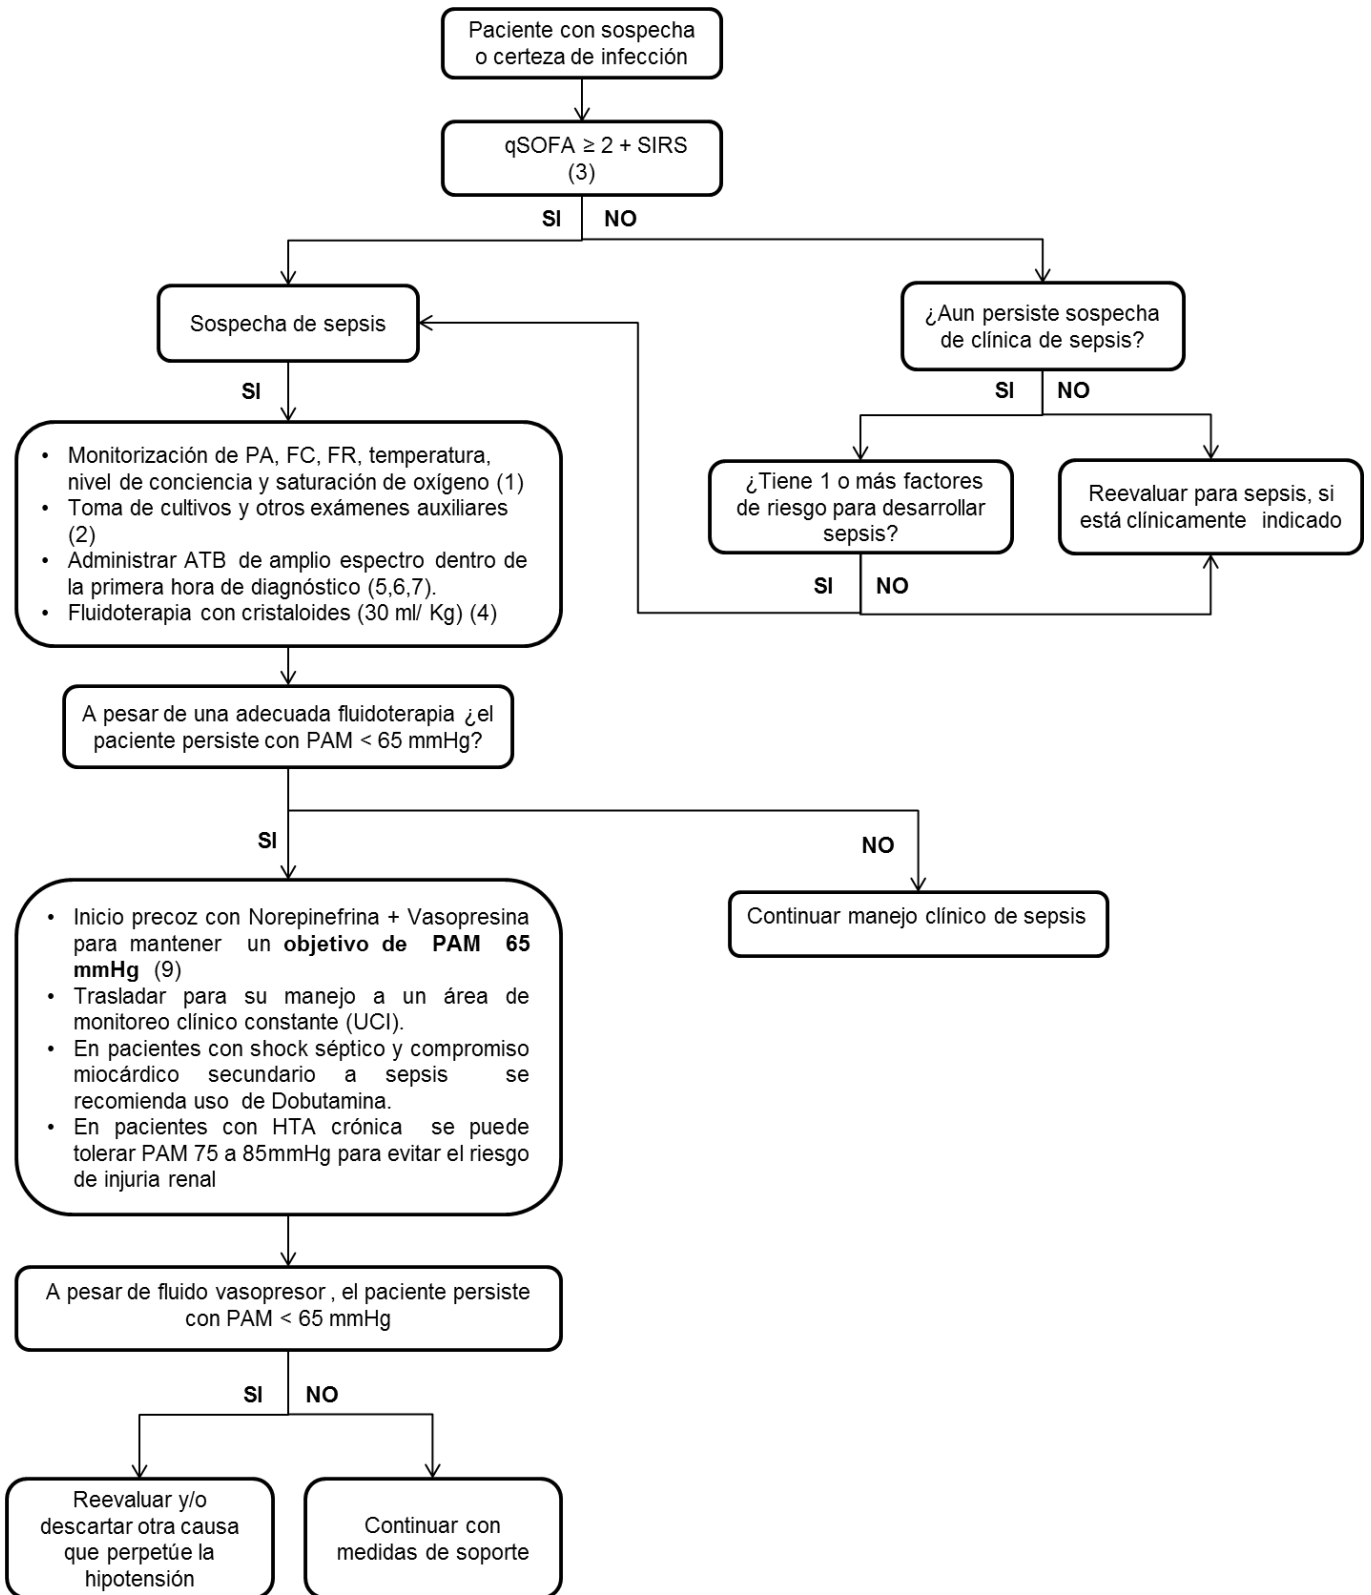 Paciente con sospecha
o certeza de infección
qSOFA ≥ 2 + SIRS
(3)
SI NO
Sospecha de sepsis
¿Aun persiste sospecha
de clínica de sepsis?
SI
SI NO
• Monitorización de PA, FC, FR, temperatura,
nivel de conciencia y saturación de oxígeno (1)
• Toma de cultivos y otros exámenes auxiliares
(2)
• Administrar ATB de amplio espectro dentro de
la primera hora de diagnóstico (5,6,7).
• Fluidoterapia con cristaloides (30 ml/ Kg) (4)
¿Tiene 1 o más factores
de riesgo para desarrollar
sepsis?
Reevaluar para sepsis, si
está clínicamente indicado
SI NO
A pesar de una adecuada fluidoterapia ¿el
paciente persiste con PAM < 65 mmHg?
SI
NO
• Inicio precoz con Norepinefrina + Vasopresina
para mantener un objetivo de PAM 65
mmHg (9)
• Trasladar para su manejo a un área de
monitoreo clínico constante (UCI).
• En pacientes con shock séptico y compromiso
miocárdico secundario a sepsis se
recomienda uso de Dobutamina.
• En pacientes con HTA crónica se puede
tolerar PAM 75 a 85mmHg para evitar el riesgo
de injuria renal
Continuar manejo clínico de sepsis
A pesar de fluido vasopresor , el paciente persiste
con PAM < 65 mmHg
SI NO
Reevaluar y/o
descartar otra causa
que perpetúe la
hipotensión
Continuar con
medidas de soporte